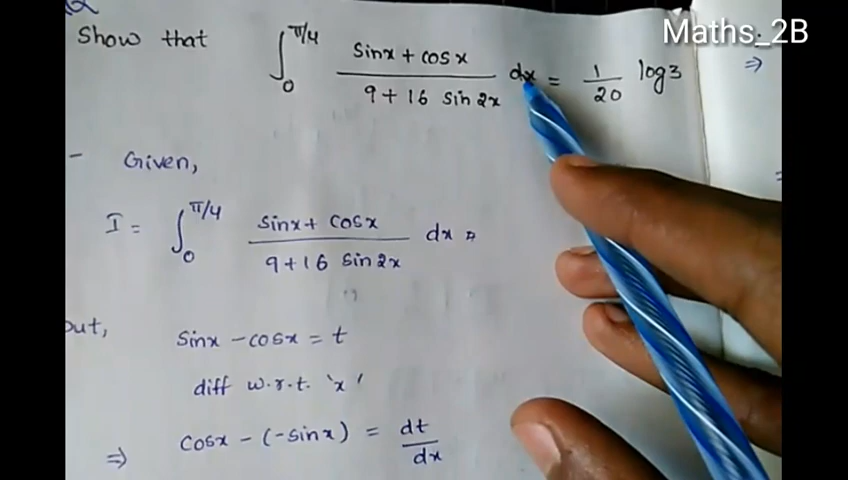 Maths_2B
Show that ∫₀^π/4 (sinx + cosx)/(9+16 sin2x) dx = 1/20 log3
⇒
- Given,
I = ∫₀^π/4 (sinx + cosx)/(9+16 sin2x) dx
put,
sinx - cosx = t
diff w.r.t. 'x'
⇒ cosx - (-sinx) = dt/dx